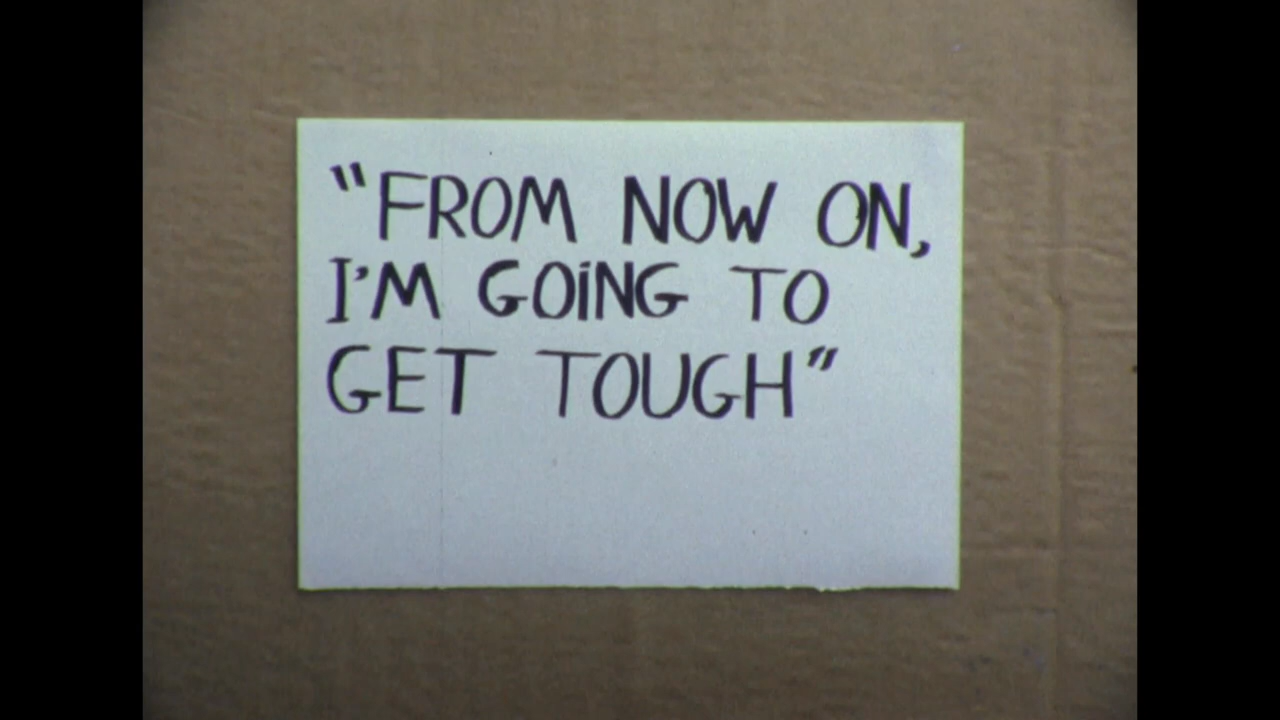 “FROM NOW ON,
I’M GOiNG TO
GET TOUGH”